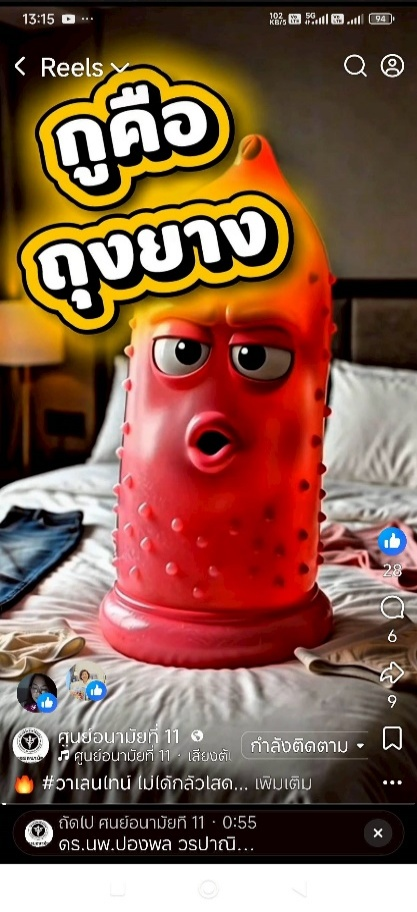 13:15
102 KB/s 5G 94
Reels
กูคือ
ถุงยาง
28
6
9
ศูนย์อนามัยที่ 11
ศูนย์อนามัยที่ 11 · เสียงต้
กำลังติดตาม
#วาเลนไทน์ ไม่ได้กลัวโสด... เพิ่มเติม
ถัดไป ศูนย์อนามัยที่ 11 · 0:55
ดร.นพ.ปองพล วรปาณิ...